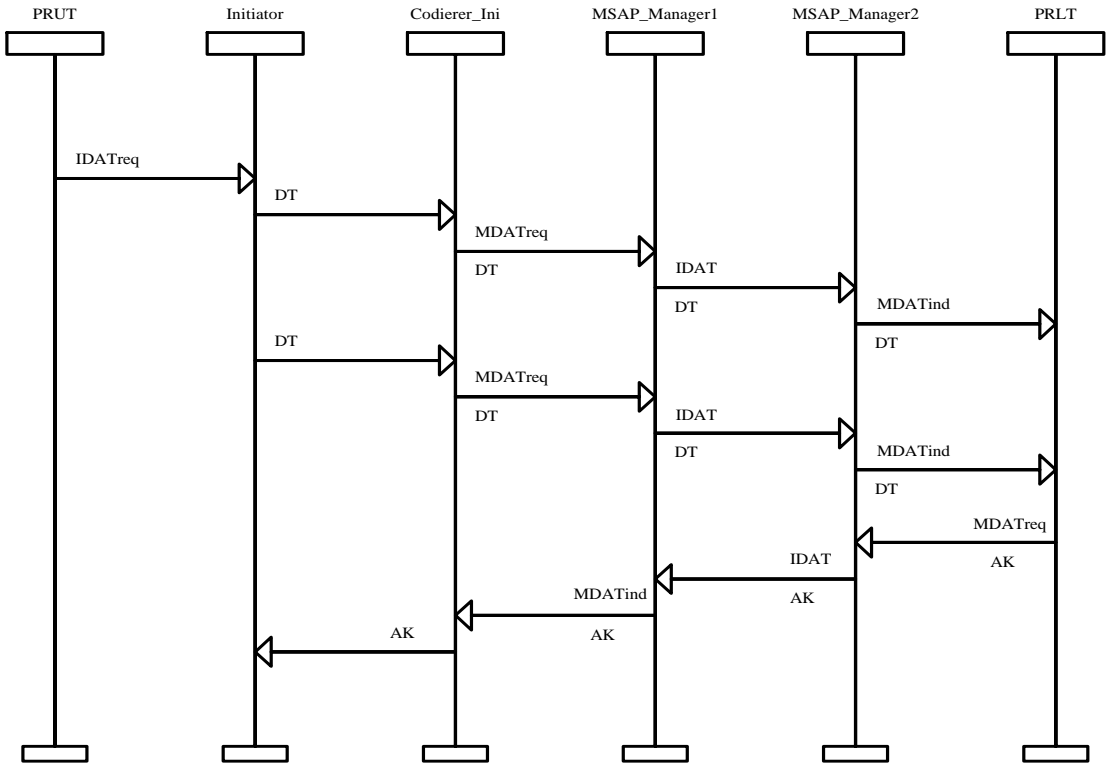 PRUT Initiator Codierer_Ini MSAP_Manager1 MSAP_Manager2 PRLT
IDATreq
DT
MDATreq
DT
IDAT
DT
MDATind
DT
DT
MDATreq
DT
IDAT
DT
MDATind
DT
MDATreq
AK
IDAT
AK
MDATind
AK
AK